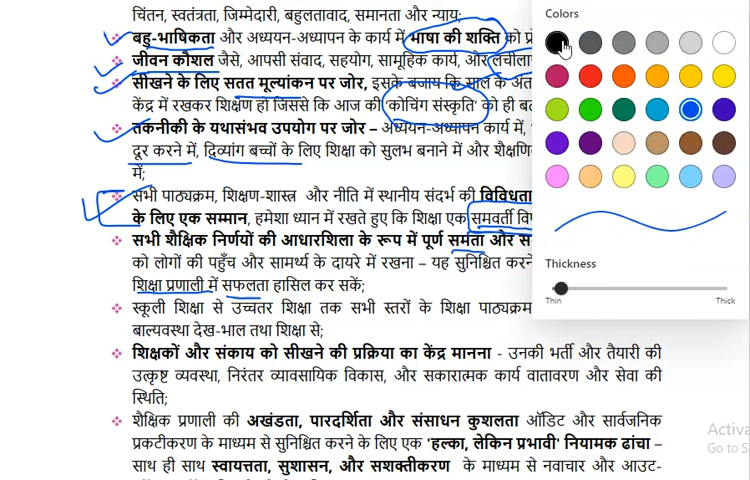 चिंतन, स्वतंत्रता, जिम्मेदारी, बहुलतावाद, समानता और न्याय;
बहु-भाषिकता और अध्ययन-अध्यापन के कार्य में भाषा की शक्ति को
जीवन कौशल जैसे, आपसी संवाद, सहयोग, सामूहिक कार्य, और
सीखने के लिए सतत मूल्यांकन पर जोर, इसके बजाय कि साल के अंत
केंद्र में रखकर शिक्षण हो जिससे कि आज की 'कोचिंग संस्कृति' को ही
तकनीकी के यथासंभव उपयोग पर जोर – अध्ययन-अध्यापन कार्य में,
दूर करने में, दिव्यांग बच्चों के लिए शिक्षा को सुलभ बनाने में और
में;
सभी पाठ्यक्रम, शिक्षण-शास्त्र और नीति में स्थानीय संदर्भ की विविधता
के लिए एक सम्मान, हमेशा ध्यान में रखते हुए कि शिक्षा एक समवर्ती
सभी शैक्षिक निर्णयों की आधारशिला के रूप में पूर्ण समता और
को लोगों की पहुँच और सामर्थ्य के दायरे में रखना – यह सुनिश्चित करने
शिक्षा प्रणाली में सफलता हासिल कर सकें;
स्कूली शिक्षा से उच्चतर शिक्षा तक सभी स्तरों के शिक्षा पाठ्यक्रम
बाल्यवस्था देख-भाल तथा शिक्षा से;
शिक्षकों और संकाय को सीखने की प्रक्रिया का केंद्र मानना - उनकी भर्ती और तैयारी की
उत्कृष्ट व्यवस्था, निरंतर व्यावसायिक विकास, और सकारात्मक कार्य वातावरण और सेवा की
स्थिति;
शैक्षिक प्रणाली की अखंडता, पारदर्शिता और संसाधन कुशलता ऑडिट और सार्वजनिक
प्रकटीकरण के माध्यम से सुनिश्चित करने के लिए एक 'हल्का, लेकिन प्रभावी' नियामक ढांचा –
साथ ही साथ स्वायत्तता, सुशासन, और सशक्तीकरण के माध्यम से नवाचार और आउट-
Colors
Thickness
Thin Thick
Activa
Go to S